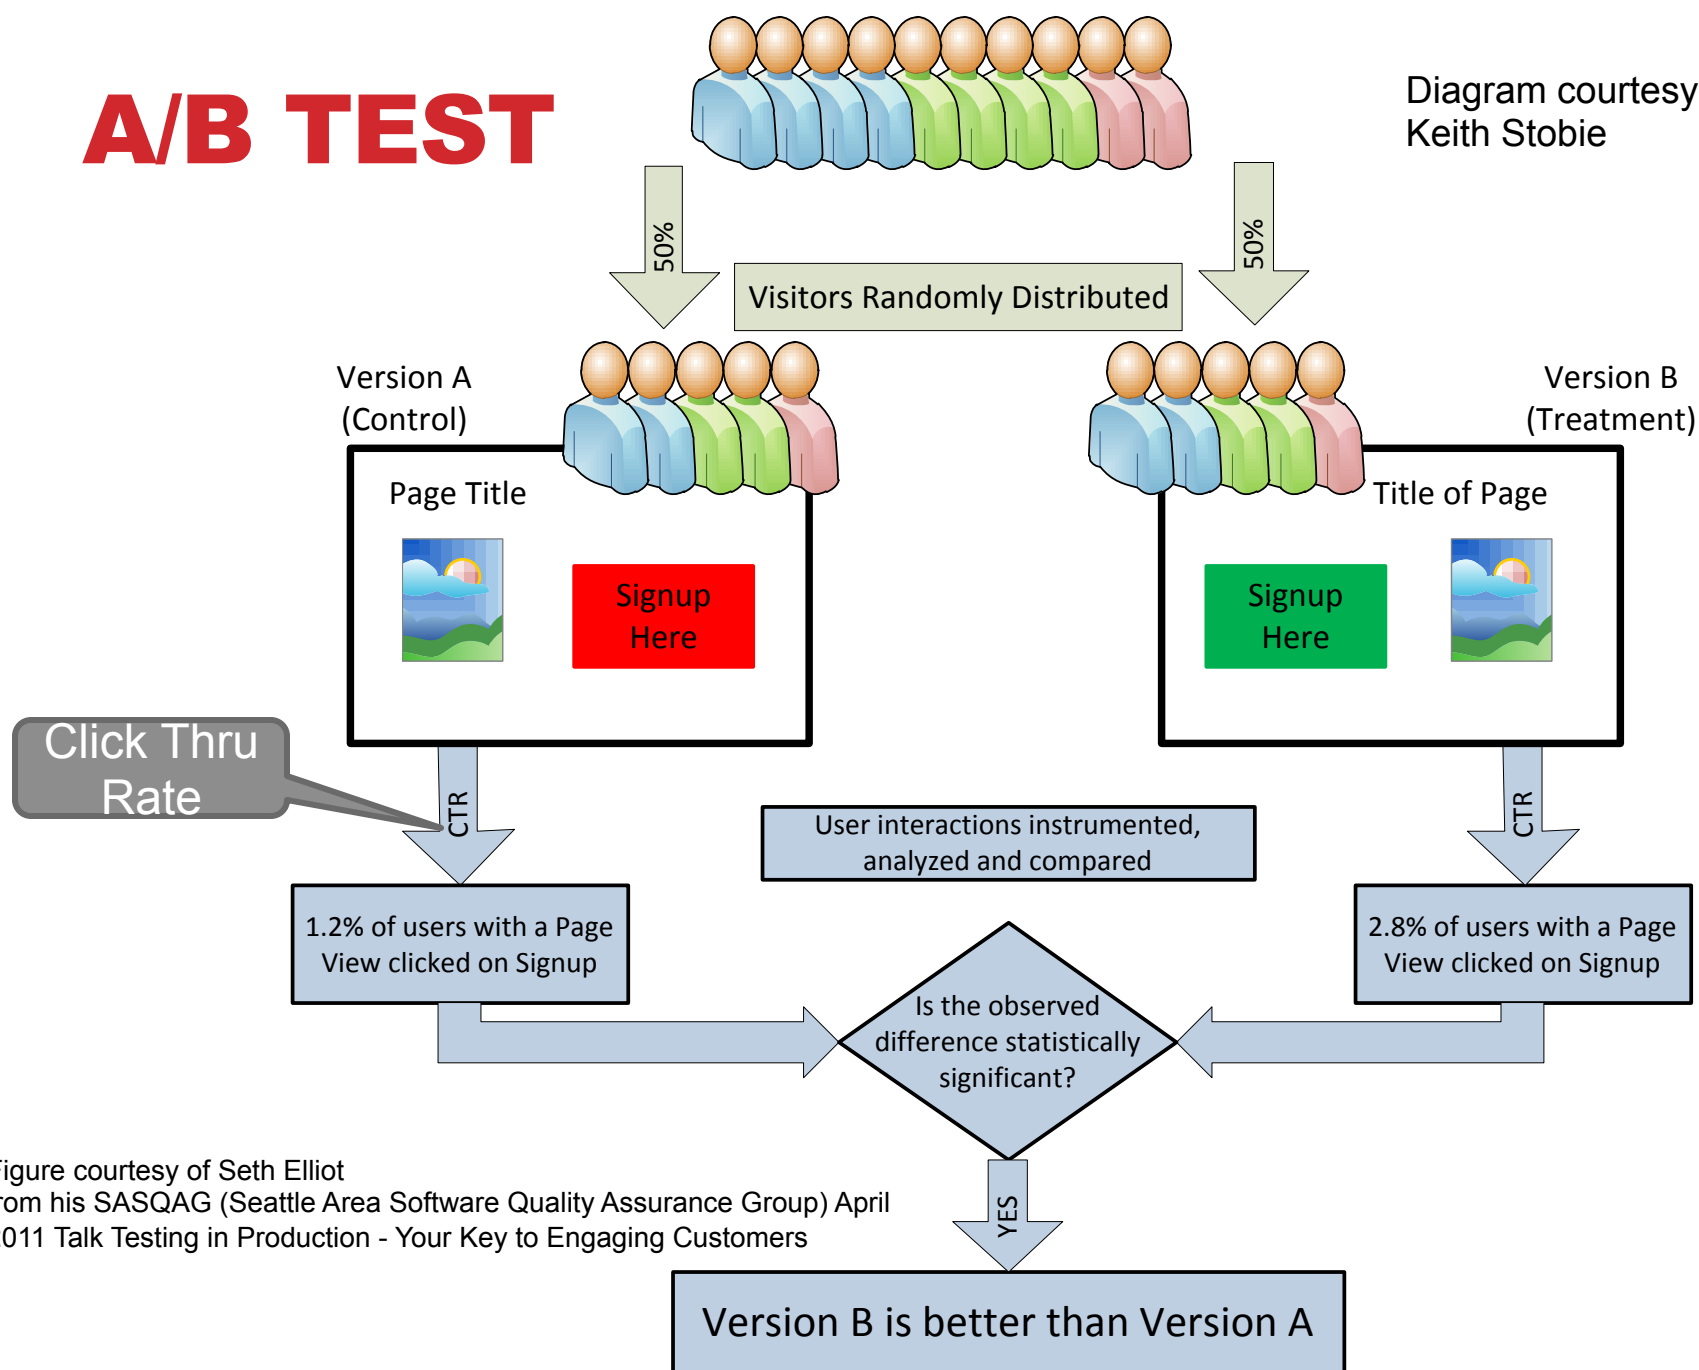 A/B TEST
Diagram courtesy
Keith Stobie
50%
50%
Visitors Randomly Distributed
Version A
(Control)
Version B
(Treatment)
Page Title
Signup
Here
Title of Page
Signup
Here
Click Thru
Rate
CTR
CTR
User interactions instrumented,
analyzed and compared
1.2% of users with a Page
View clicked on Signup
2.8% of users with a Page
View clicked on Signup
Is the observed
difference statistically
significant?
igure courtesy of Seth Elliot
rom his SASQAG (Seattle Area Software Quality Assurance Group) April
011 Talk Testing in Production - Your Key to Engaging Customers
YES
Version B is better than Version A